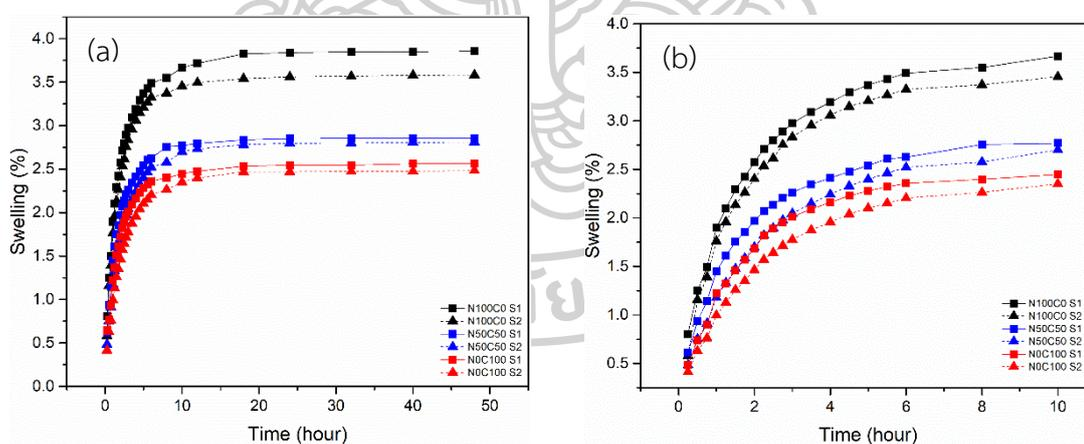 (a)
Swelling (%)
4.0
3.5
3.0
2.5
2.0
1.5
1.0
0.5
0.0
0
10
20
30
40
50
Time (hour)
N100C0 S1
N100C0 S2
N50C50 S1
N50C50 S2
N0C100 S1
N0C100 S2
(b)
Swelling (%)
4.0
3.5
3.0
2.5
2.0
1.5
1.0
0.5
0
2
4
6
8
10
Time (hour)
N100C0 S1
N100C0 S2
N50C50 S1
N50C50 S2
N0C100 S1
N0C100 S2